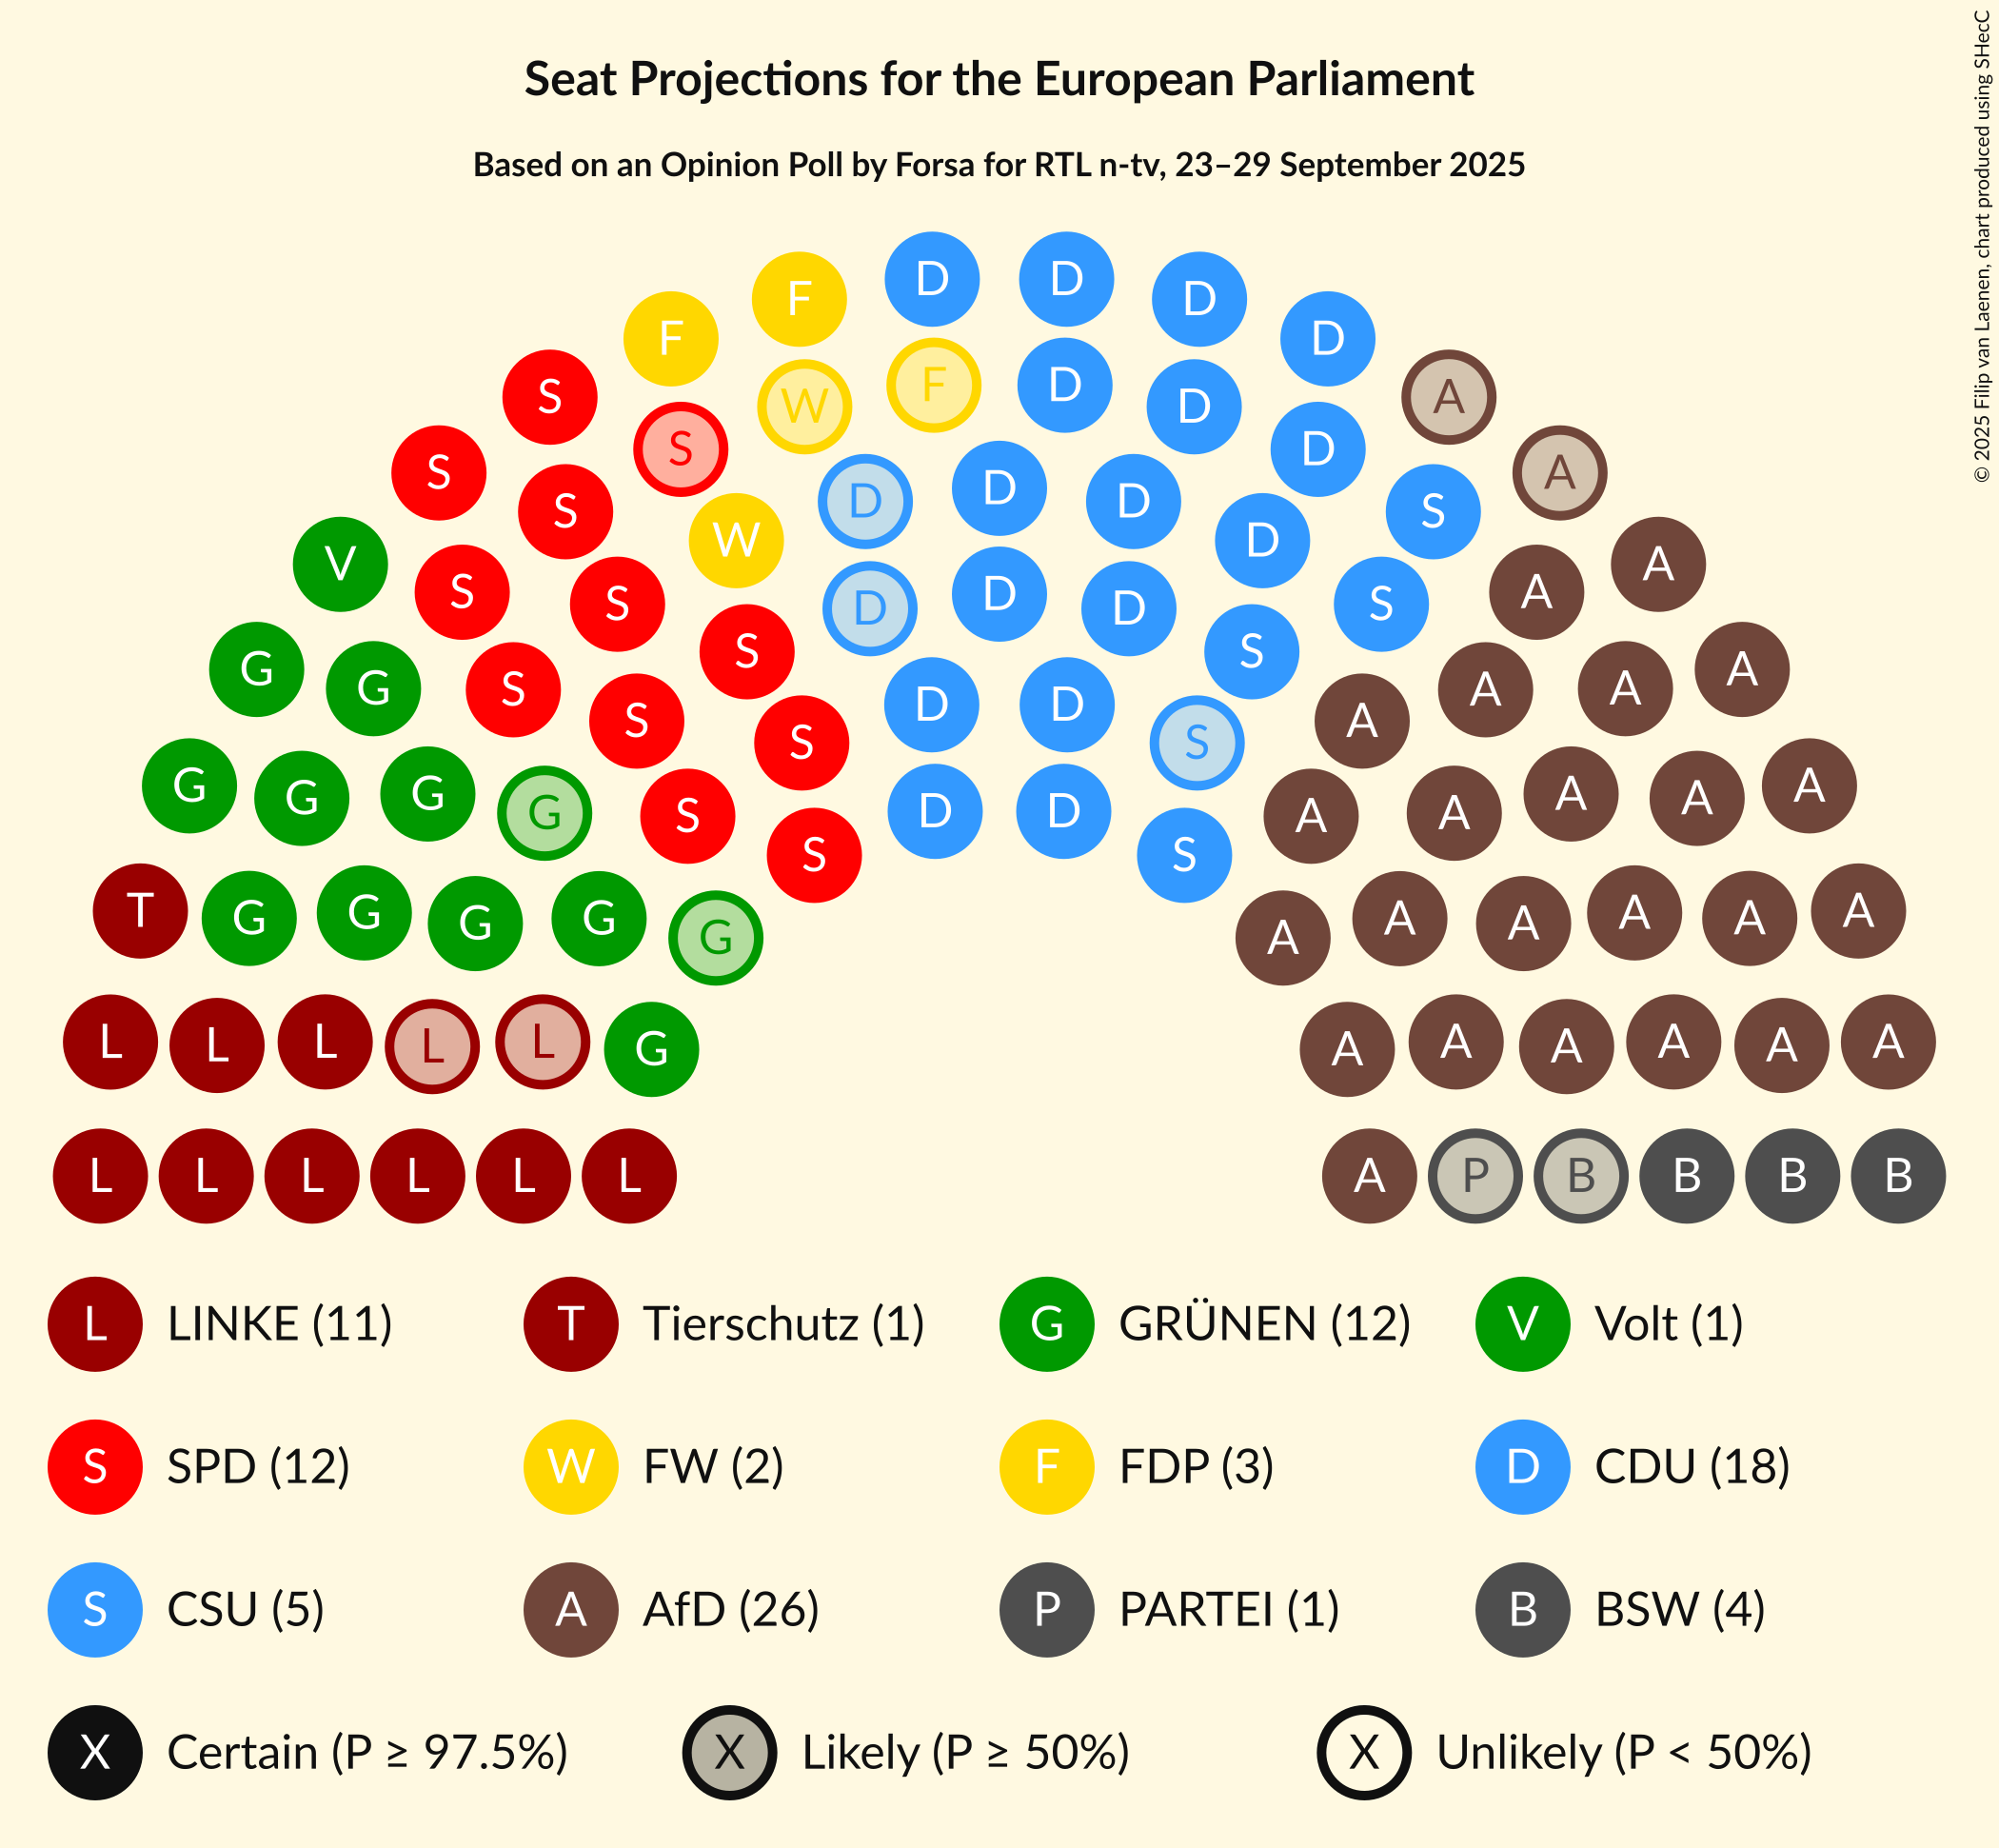 Seat Projections for the European Parliament
Based on an Opinion Poll by Forsa for RTL n-tv, 23–29 September 2025
© 2025 Filip van Laenen, chart produced using SHecC
D D
F D
F D
F D
S A
W D
S D
S A
D
S S
D D
W D
V A
S A
S S
D
D D
S S
G A
G A
S A
D D
S A
S S
G A
G A
G A
G A
S A
D D
S S
T A
G A
G A
G A
G A
G A
L A
L A
L A
L A
L A
G A
L L L L L L A P B B B B
L LINKE (11) T Tierschutz (1) G GRÜNEN (12) V Volt (1)
S SPD (12) W FW (2) F FDP (3) D CDU (18)
S CSU (5) A AfD (26) P PARTEI (1) B BSW (4)
X Certain (P ≥ 97.5%) X Likely (P ≥ 50%) X Unlikely (P < 50%)